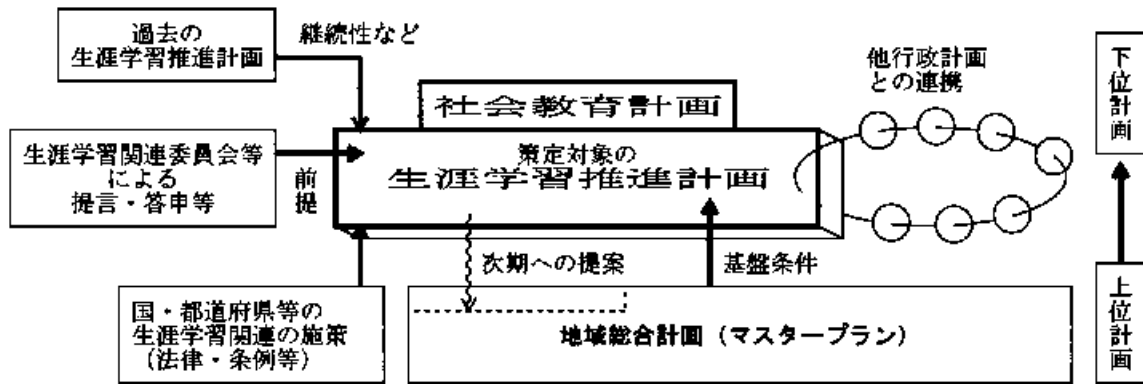 過去の
生涯学習推進計画
継続性など
社会教育計画
他行政計画
との連携
下位計画
生涯学習関連委員会等
による
提言・答申等
前提
策定対象の
生涯学習推進計画
次期への提案
基盤条件
国・都道府県等の
生涯学習関連の施策
(法律・条例等)
地域総合計画(マスタープラン)
上位計画